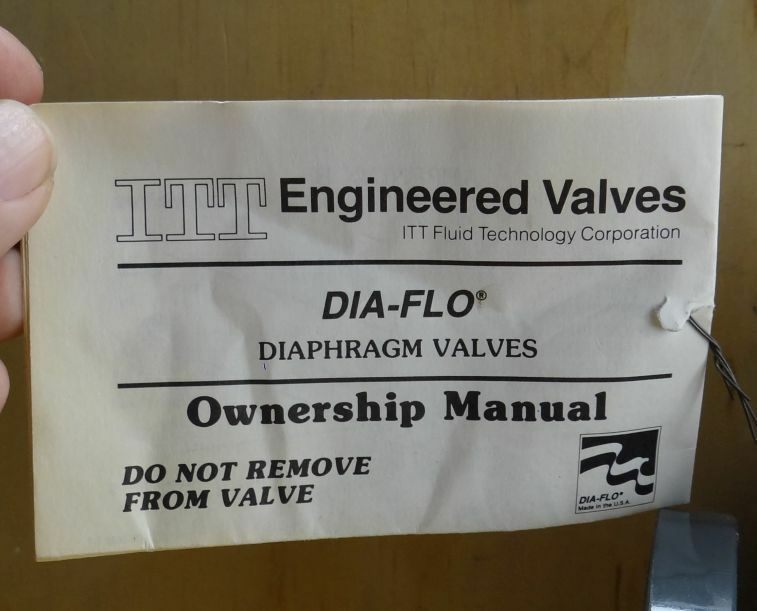 ITT Engineered Valves
ITT Fluid Technology Corporation
DIA-FLO®
DIAPHRAGM VALVES
Ownership Manual
DO NOT REMOVE
FROM VALVE
DIA-FLO®
Made in the U.S.A.